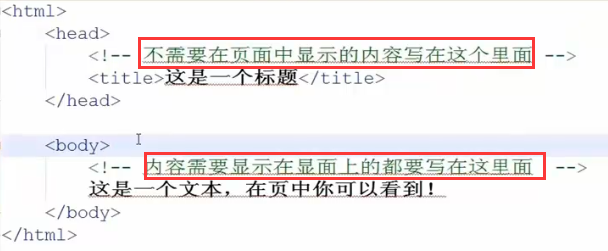 <html>
<head>
<!-- 不需要在页面中显示的内容写在这个里面 -->
<title>这是一个标题</title>
</head>
<body>
<!-- 内容需要显示在显面上的都要写在这里面 -->
这是一个文本，在页中你可以看到！
</body>
</html>